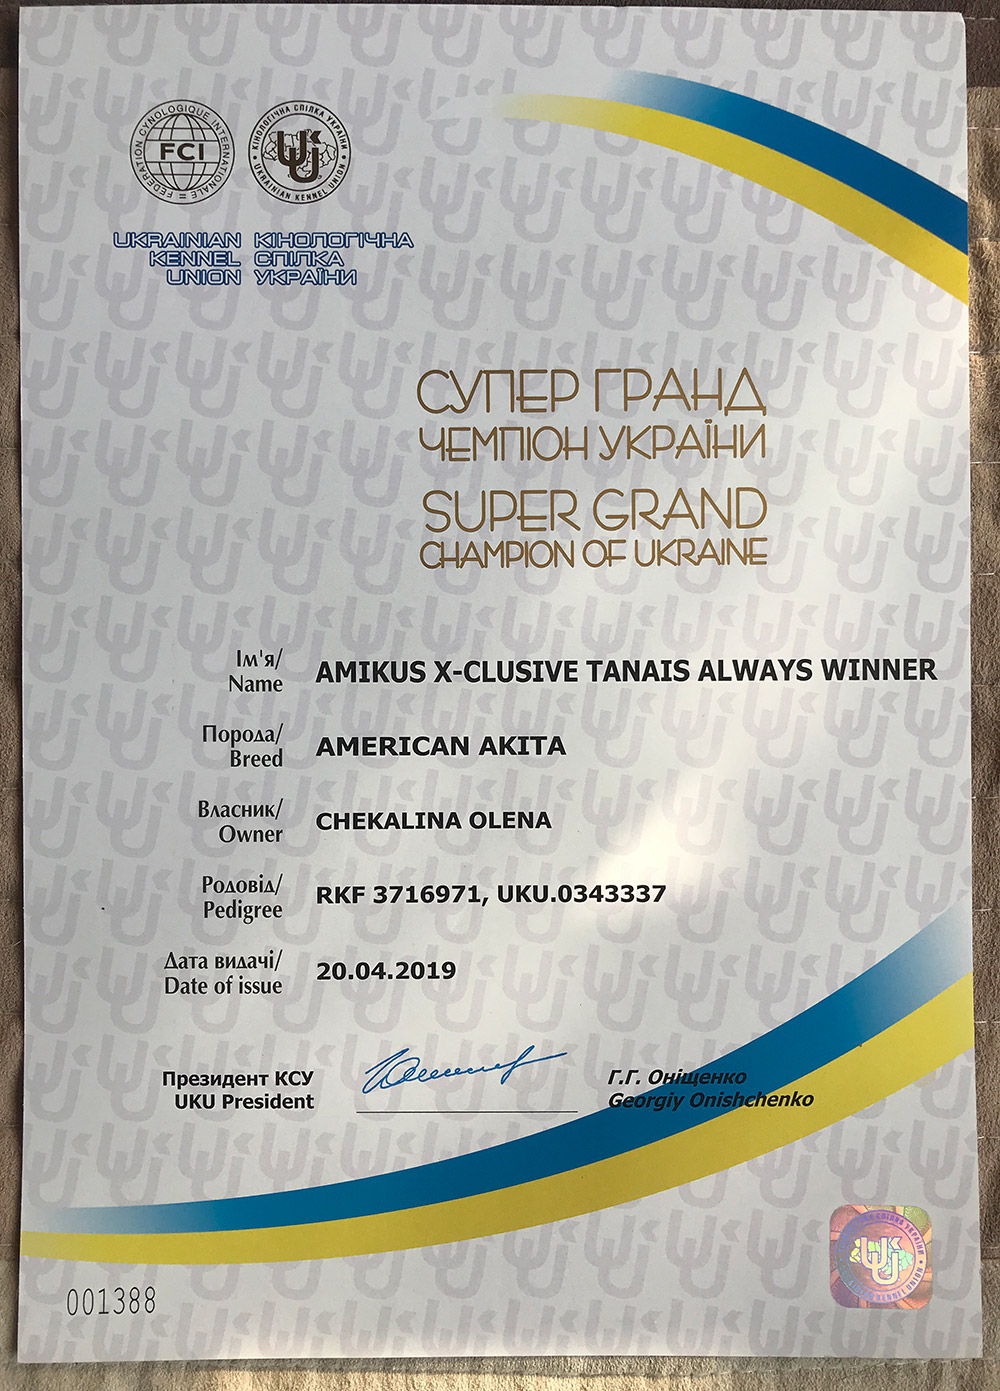 FEDERATION CYNOLOGIQUE INTERNATIONALE
FCI
КІНОЛОГІЧНА СПІЛКА УКРАЇНИ
UKU
UKRAINIAN KENNEL UNION
UKRAINIAN КІНОЛОГІЧНА
KENNEL СПІЛКА
UNION УКРАЇНИ
СУПЕР ГРАНД
ЧЕМПІОН УКРАЇНИ
SUPER GRAND
CHAMPION OF UKRAINE
Ім'я/
Name
AMIKUS X-CLUSIVE TANAIS ALWAYS WINNER
Порода/
Breed
AMERICAN AKITA
Власник/
Owner
CHEKALINA OLENA
Родовід/
Pedigree
RKF 3716971, UKU.0343337
Дата видачі/
Date of issue
20.04.2019
Президент КСУ
UKU President
Г.Г. Оніщенко
Georgiy Onishchenko
UKU
001388